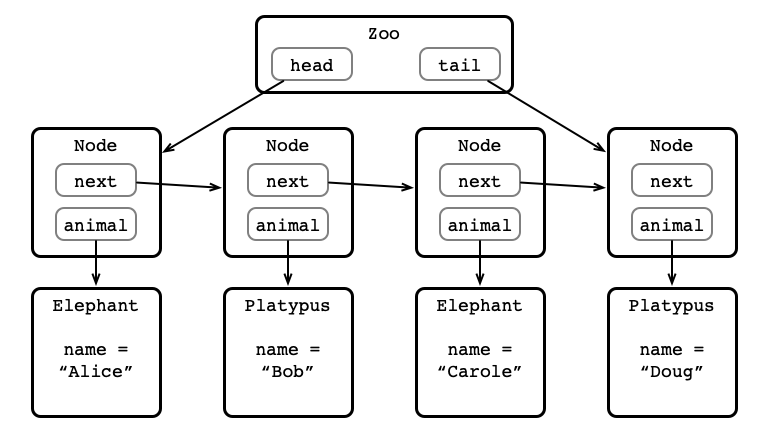 Zoo
head
tail
Node
next
animal
Node
next
animal
Node
next
animal
Node
next
animal
Elephant
name =
“Alice”
Platypus
name =
“Bob”
Elephant
name =
“Carole”
Platypus
name =
“Doug”